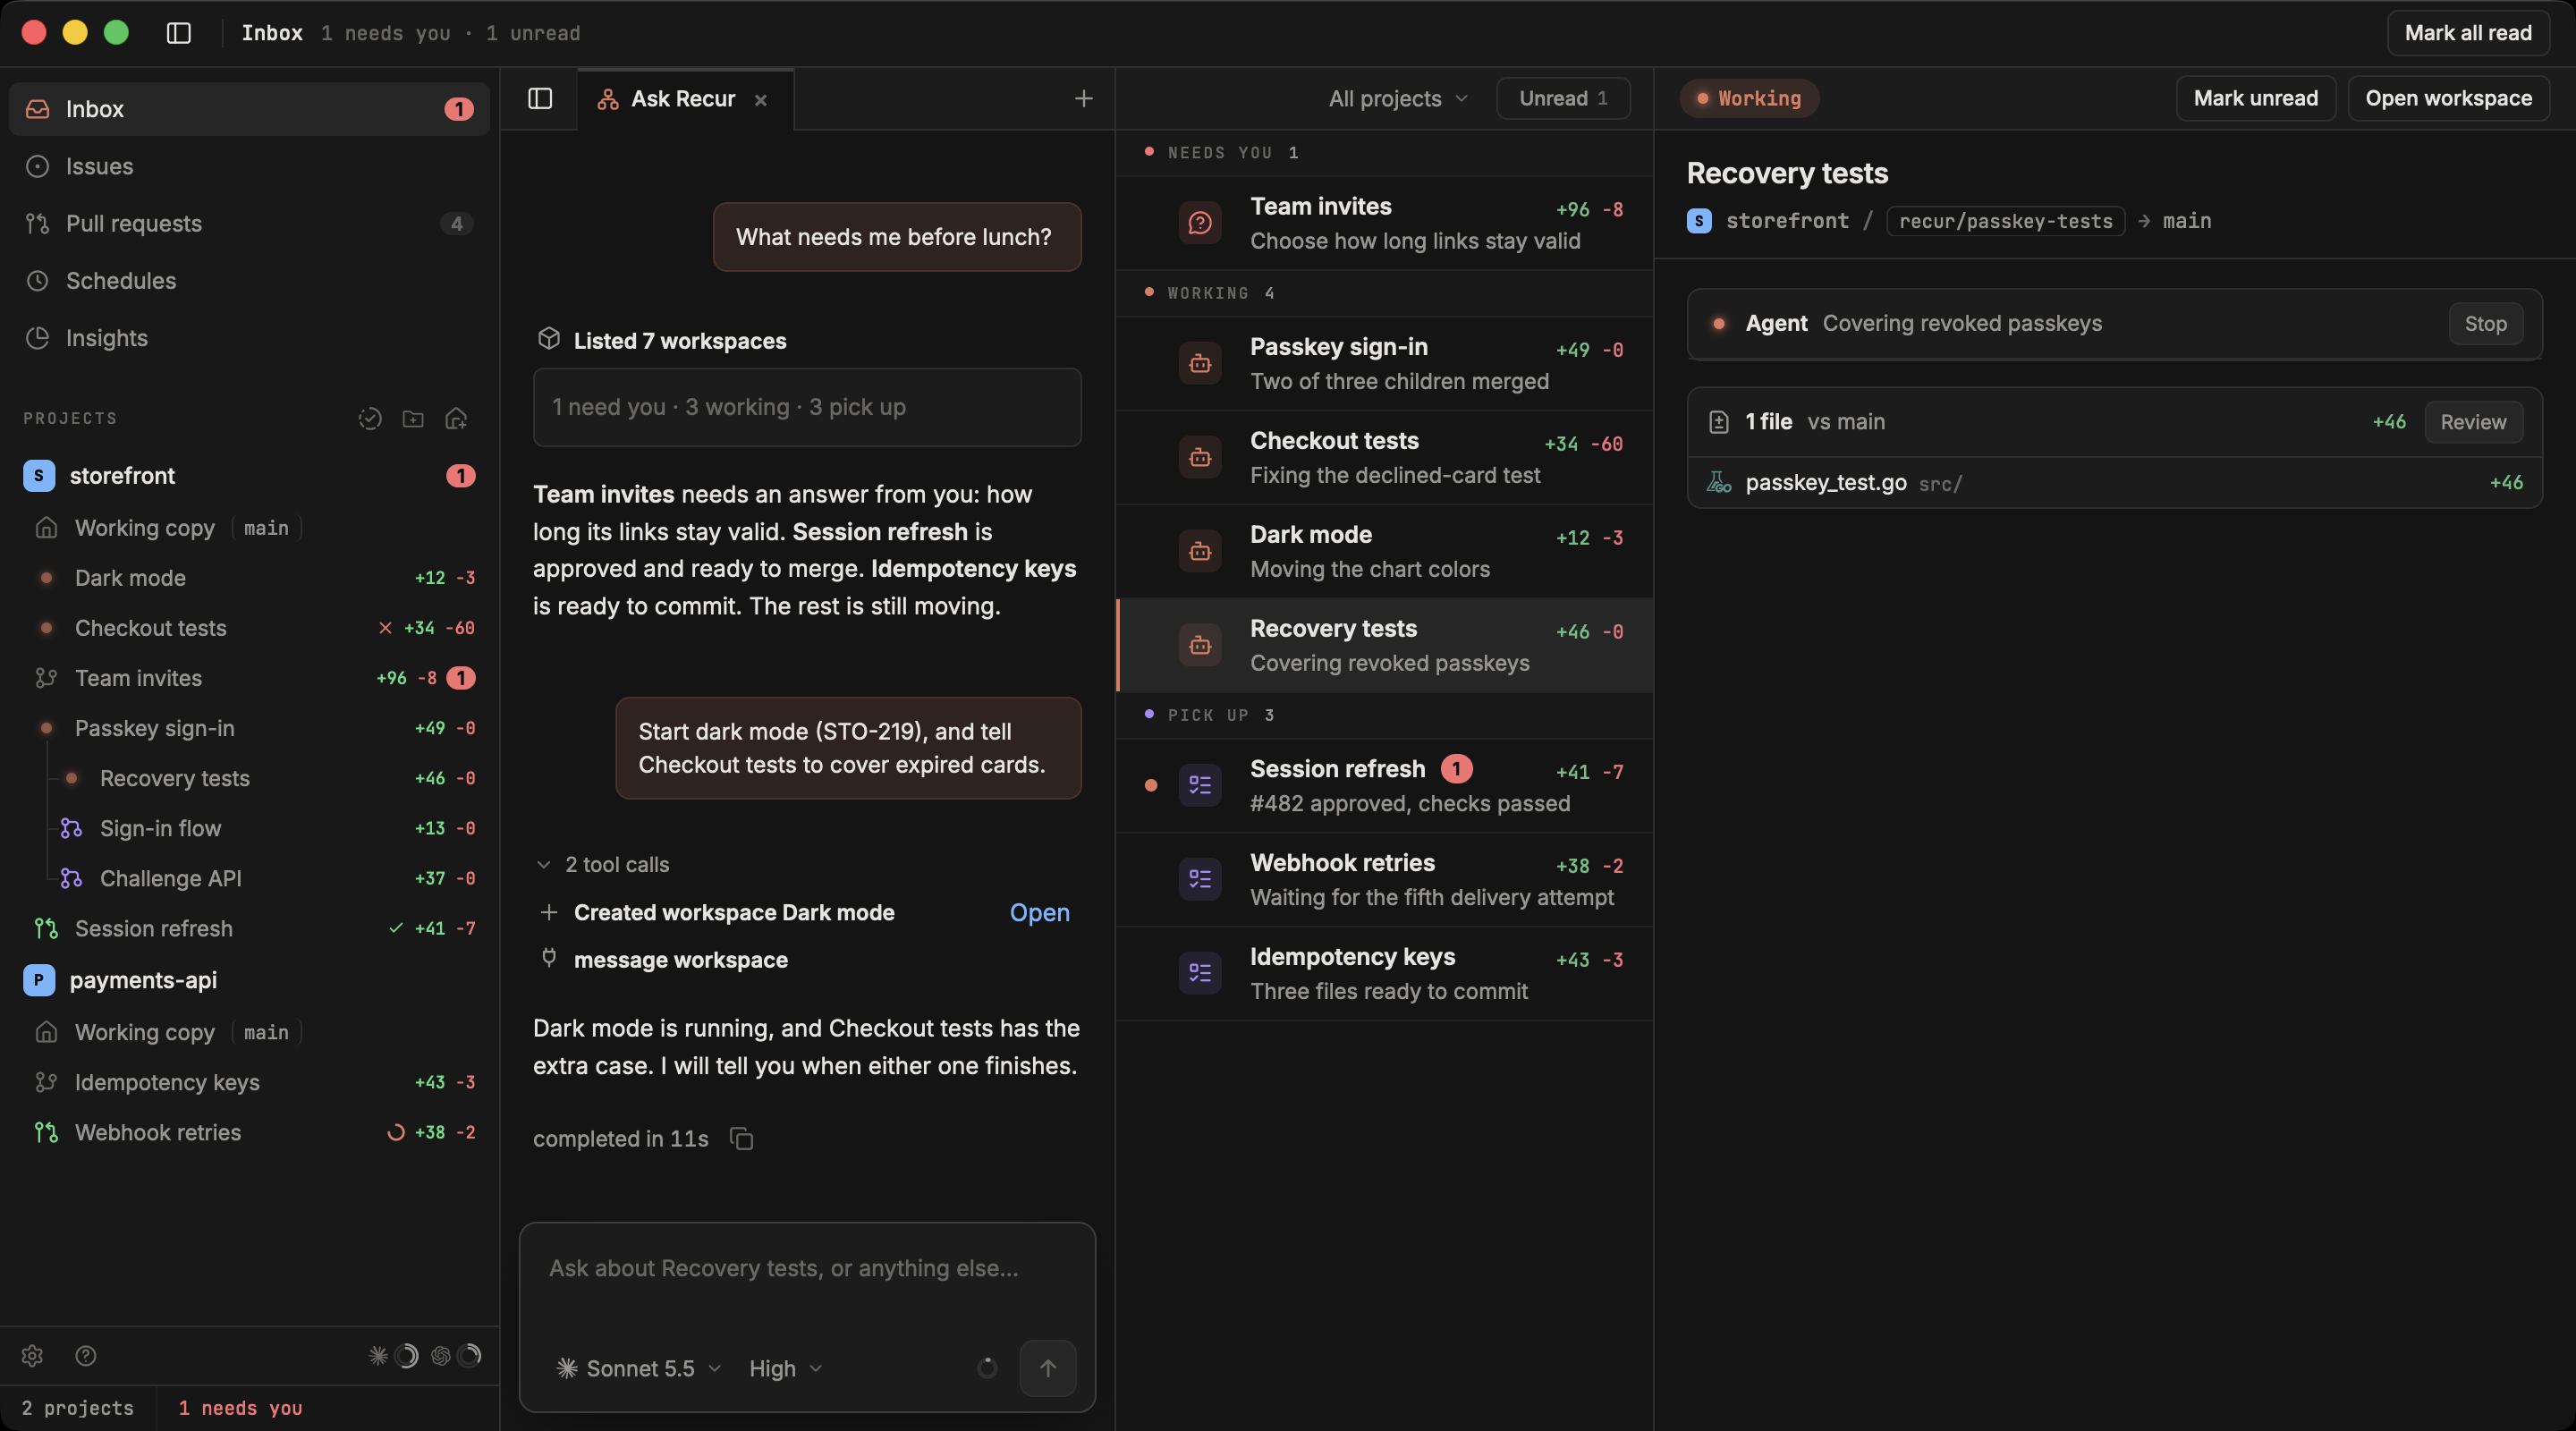 Inbox 1 needs you · 1 unread
Mark all read
Inbox 1
Issues
Pull requests 4
Schedules
Insights
PROJECTS
S storefront 1
Working copy main
Dark mode +12 -3
Checkout tests +34 -60
Team invites +96 -8 1
Passkey sign-in +49 -0
Recovery tests +46 -0
Sign-in flow +13 -0
Challenge API +37 -0
Session refresh +41 -7
P payments-api
Working copy main
Idempotency keys +43 -3
Webhook retries +38 -2
2 projects 1 needs you
Ask Recur
What needs me before lunch?
Listed 7 workspaces
1 need you · 3 working · 3 pick up
Team invites needs an answer from you: how
long its links stay valid. Session refresh is
approved and ready to merge. Idempotency keys
is ready to commit. The rest is still moving.
Start dark mode (STO-219), and tell
Checkout tests to cover expired cards.
2 tool calls
Created workspace Dark mode Open
message workspace
Dark mode is running, and Checkout tests has the
extra case. I will tell you when either one finishes.
completed in 11s
Ask about Recovery tests, or anything else...
Sonnet 5.5 High
All projects Unread 1
NEEDS YOU 1
Team invites +96 -8
Choose how long links stay valid
WORKING 4
Passkey sign-in +49 -0
Two of three children merged
Checkout tests +34 -60
Fixing the declined-card test
Dark mode +12 -3
Moving the chart colors
Recovery tests +46 -0
Covering revoked passkeys
PICK UP 3
Session refresh 1 +41 -7
#482 approved, checks passed
Webhook retries +38 -2
Waiting for the fifth delivery attempt
Idempotency keys +43 -3
Three files ready to commit
Working Mark unread Open workspace
Recovery tests
S storefront / recur/passkey-tests → main
Agent Covering revoked passkeys Stop
1 file vs main +46 Review
GO passkey_test.go src/ +46